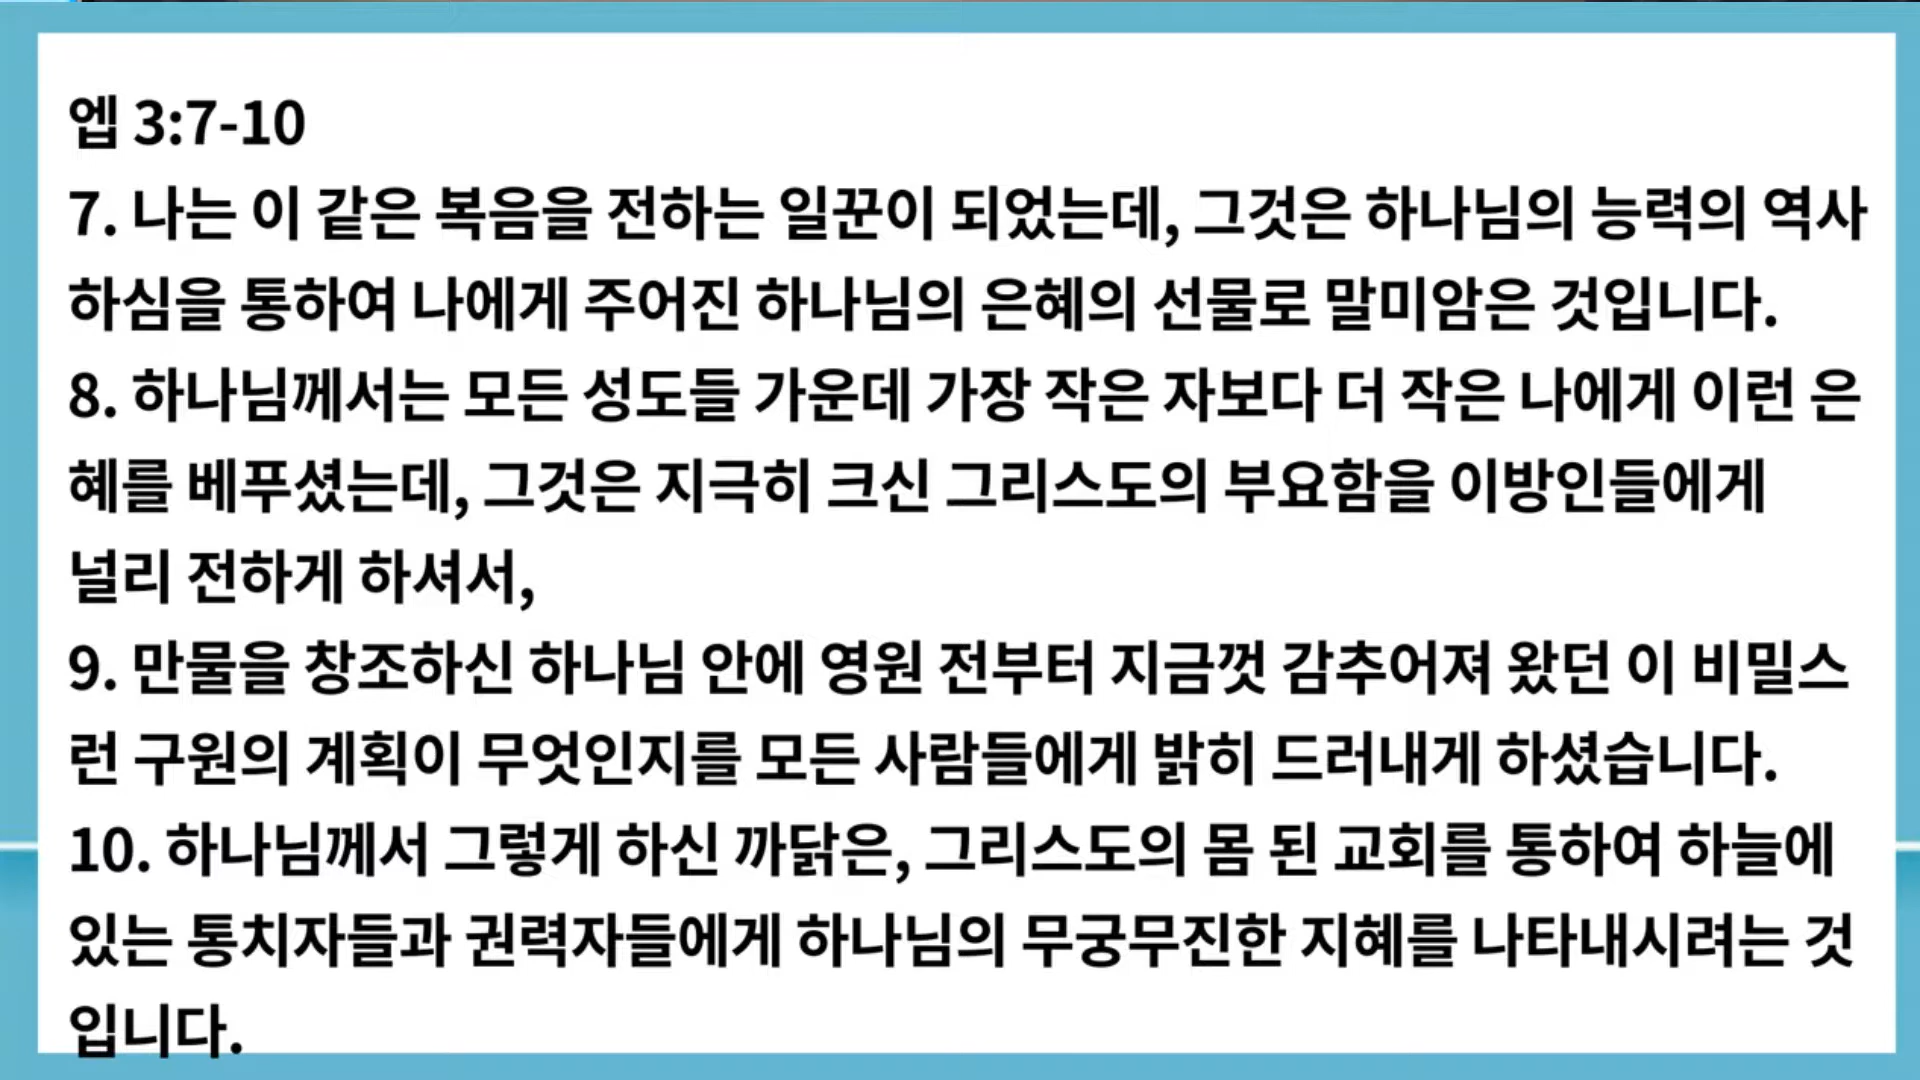 엡 3:7-10
7. 나는 이 같은 복음을 전하는 일꾼이 되었는데, 그것은 하나님의 능력의 역사
하심을 통하여 나에게 주어진 하나님의 은혜의 선물로 말미암은 것입니다.
8. 하나님께서는 모든 성도들 가운데 가장 작은 자보다 더 작은 나에게 이런 은
혜를 베푸셨는데, 그것은 지극히 크신 그리스도의 부요함을 이방인들에게
널리 전하게 하셔서,
9. 만물을 창조하신 하나님 안에 영원 전부터 지금껏 감추어져 왔던 이 비밀스
런 구원의 계획이 무엇인지를 모든 사람들에게 밝히 드러내게 하셨습니다.
10. 하나님께서 그렇게 하신 까닭은, 그리스도의 몸 된 교회를 통하여 하늘에
있는 통치자들과 권력자들에게 하나님의 무궁무진한 지혜를 나타내시려는 것
입니다.